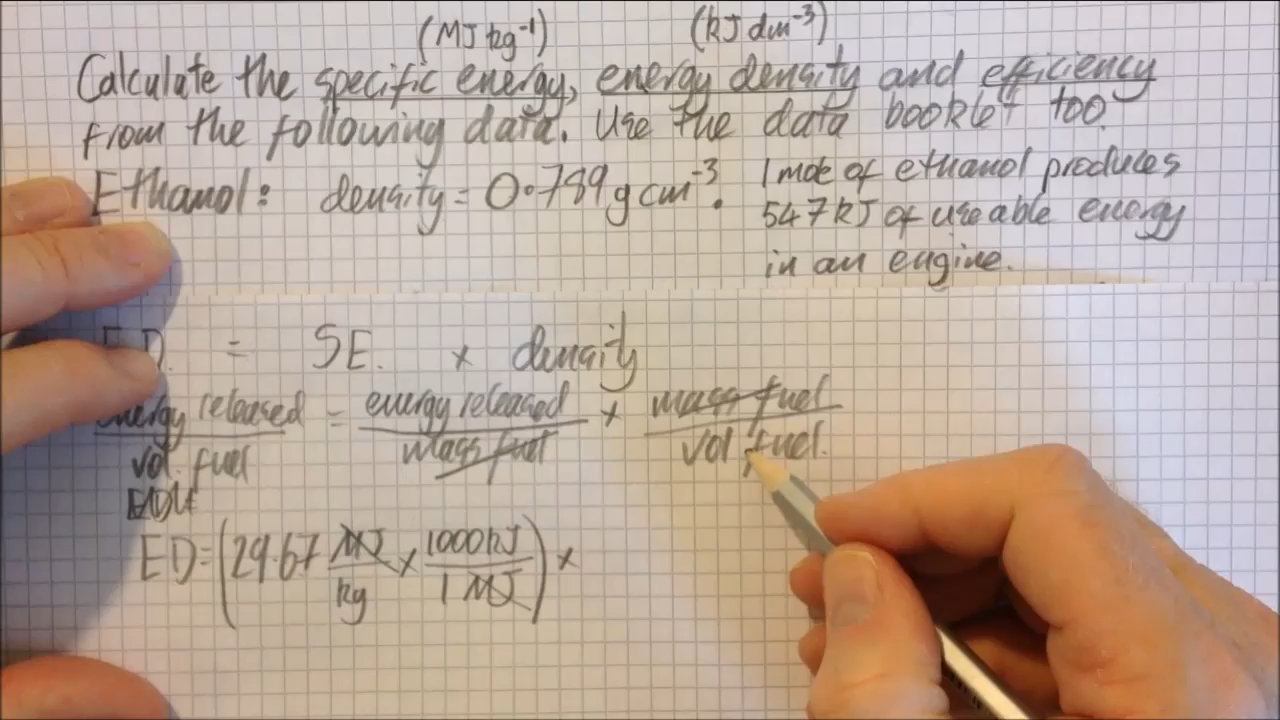 (MJ kg⁻¹) (kJ dm⁻³)
Calculate the specific energy, energy density and efficiency
from the following data. Use the data booklet too.
Ethanol: density = 0.789 g cm⁻³. 1 mole of ethanol produces
547 kJ of useable energy
in an engine.
= S.E. × density
energy released = energy released × mass fuel
vol. fuel mass fuel vol fuel.
ED = (29.67 MJ × 1000 kJ) ×
kg 1 MJ